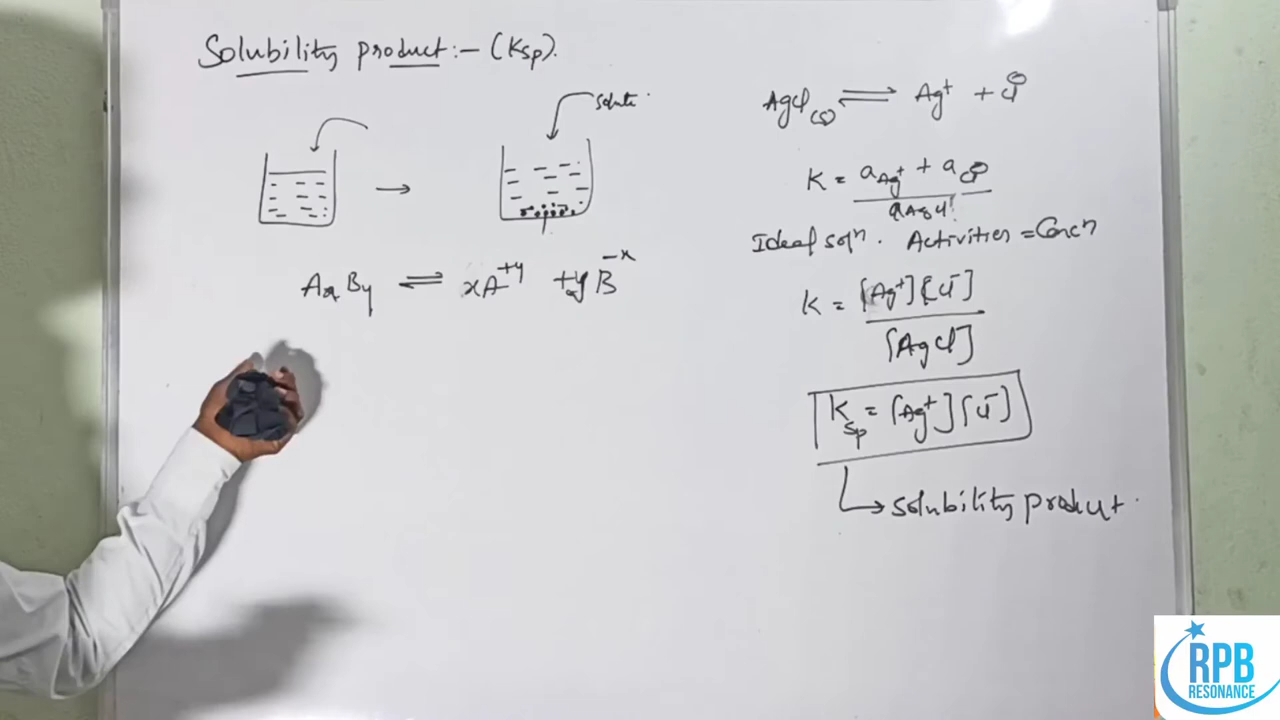 Solubility product:- (Ksp).
solute.
AxBy ⇌ xA⁺ʸ + yB⁻ˣ
AgCl(s) ⇌ Ag⁺ + Cl⊖
K = aAg⁺ + aCl⊖ / aAgCl
Ideal solⁿ. Activities = Concⁿ
K = [Ag⁺][Cl⁻] / [AgCl]
Ksp = [Ag⁺][Cl⁻]
↳ solubility product.
RPB
RESONANCE